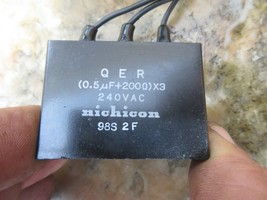 QER
(0.5μF+200Ω)X3
240VAC
nichicon
98S 2F